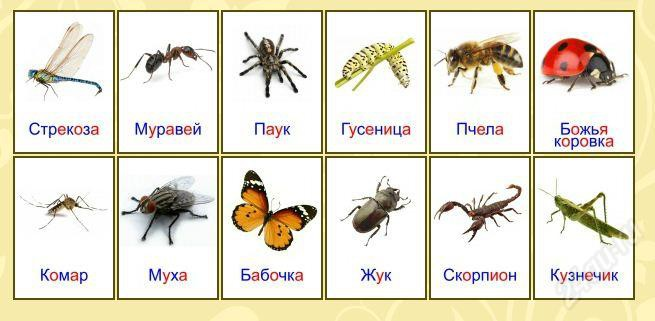 Стрекоза
Муравей
Паук
Гусеница
Пчела
Божья
коровка
Комар
Муха
Бабочка
Жук
Скорпион
Кузнечик